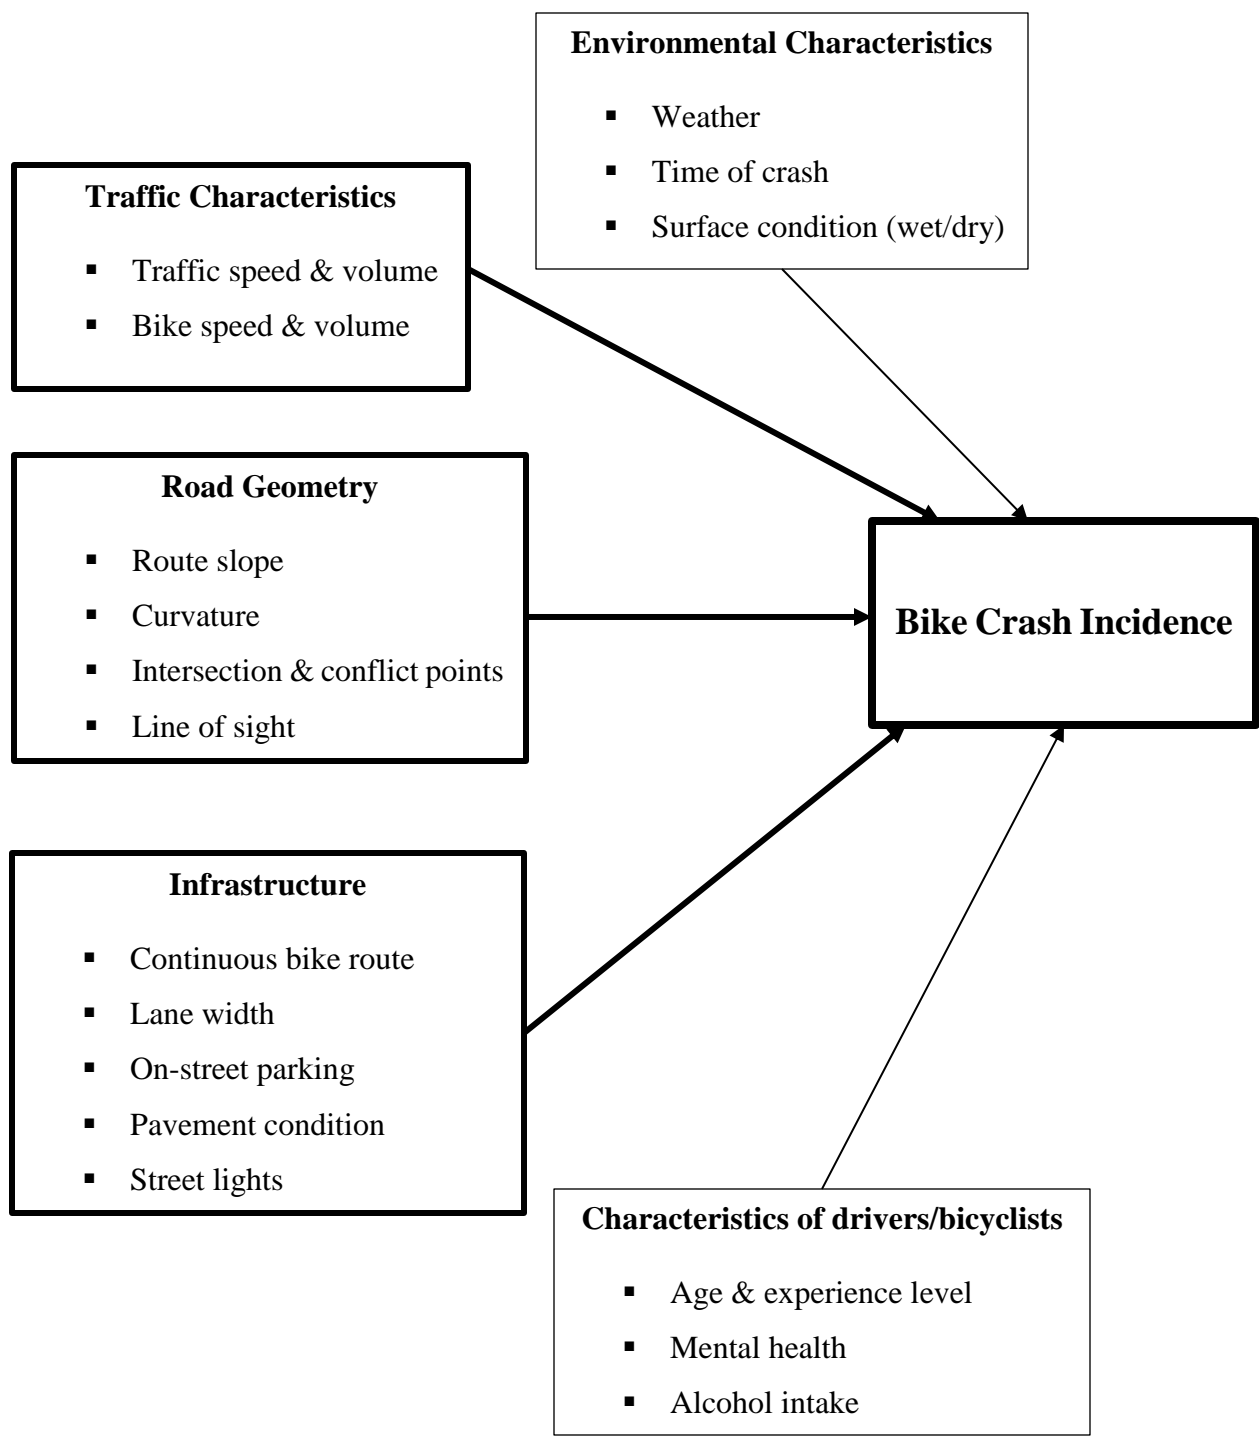 Environmental Characteristics
▪ Weather
▪ Time of crash
▪ Surface condition (wet/dry)
Traffic Characteristics
▪ Traffic speed & volume
▪ Bike speed & volume
Road Geometry
▪ Route slope
▪ Curvature
▪ Intersection & conflict points
▪ Line of sight
Bike Crash Incidence
Infrastructure
▪ Continuous bike route
▪ Lane width
▪ On-street parking
▪ Pavement condition
▪ Street lights
Characteristics of drivers/bicyclists
▪ Age & experience level
▪ Mental health
▪ Alcohol intake